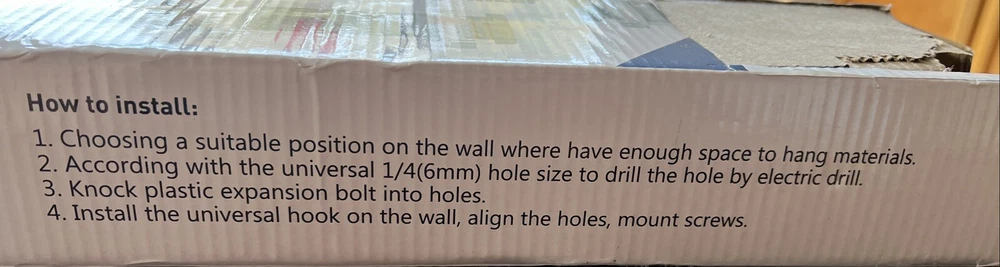 How to install:
1. Choosing a suitable position on the wall where have enough space to hang materials.
2. According with the universal 1/4(6mm) hole size to drill the hole by electric drill.
3. Knock plastic expansion bolt into holes.
4. Install the universal hook on the wall, align the holes, mount screws.